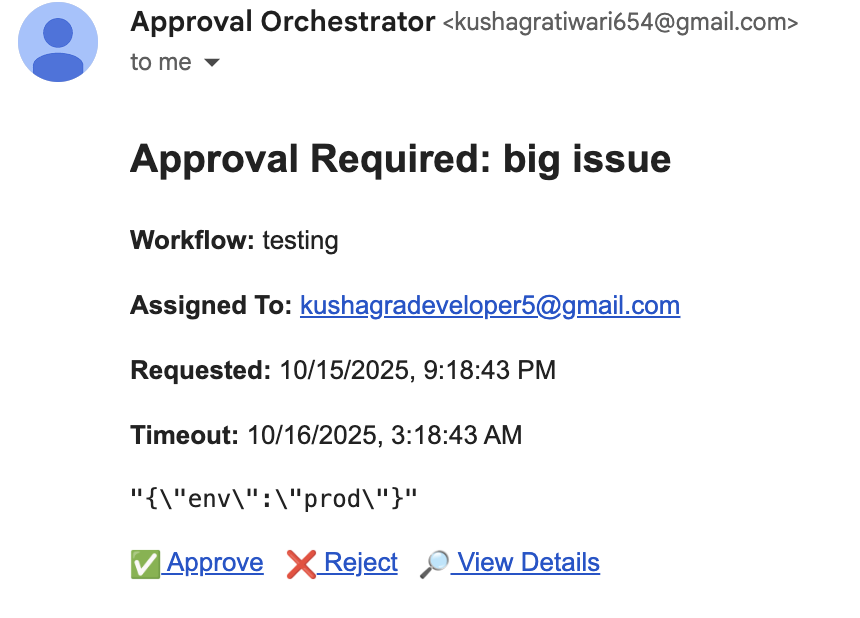 Approval Orchestrator <kushagratiwari654@gmail.com>
to me
Approval Required: big issue
Workflow: testing
Assigned To: kushagradeveloper5@gmail.com
Requested: 10/15/2025, 9:18:43 PM
Timeout: 10/16/2025, 3:18:43 AM
"{\"env\":\"prod\"}"
✅ Approve ❌ Reject 🔎 View Details